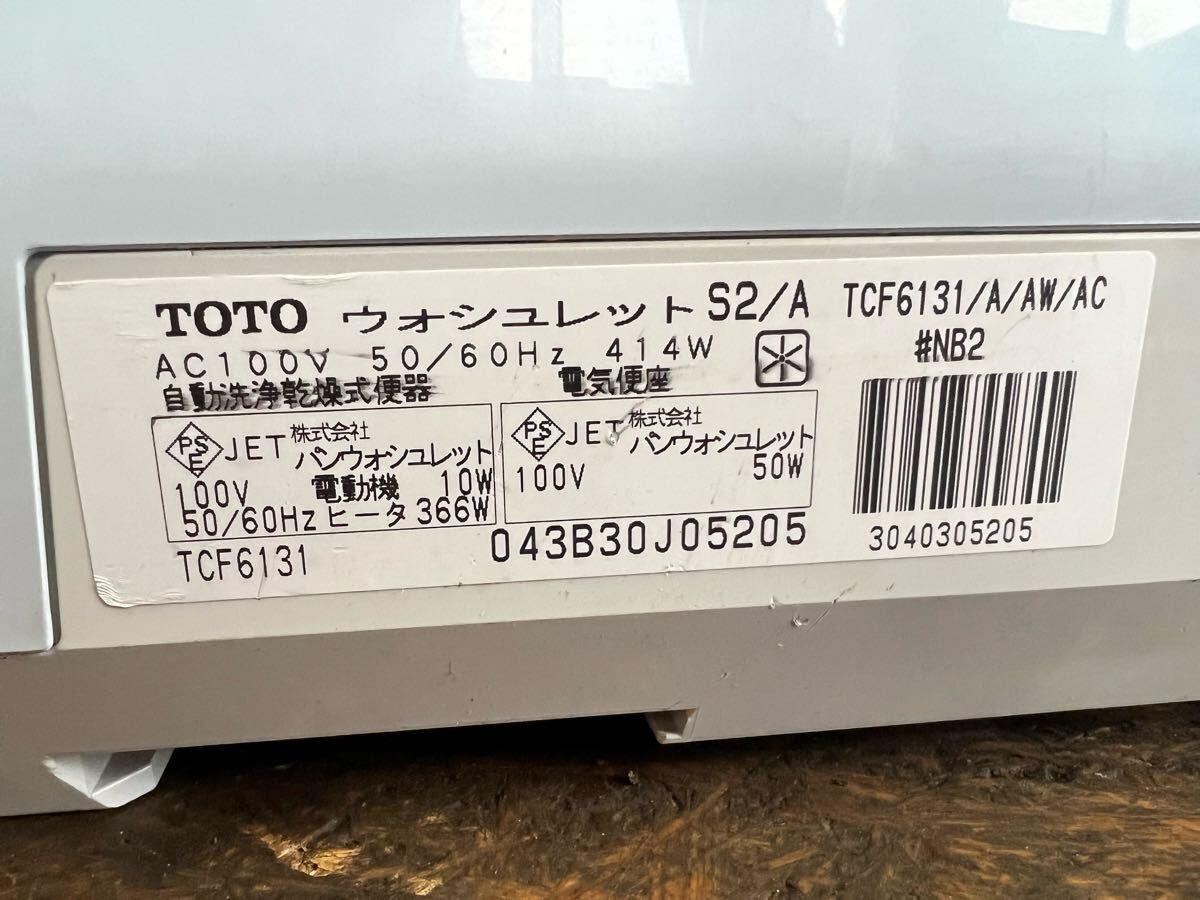 TOTO ウォシュレット S2/A TCF6131/A/AW/AC
AC100V 50/60Hz 414W #NB2
自動洗浄乾燥式便器 電気便座
PSE JET 株式会社 パンウォシュレット
100V 電動機 10W
50/60Hz ヒータ 366W
PSE JET 株式会社 パンウォシュレット
100V 50W
TCF6131 043B30J05205
3040305205